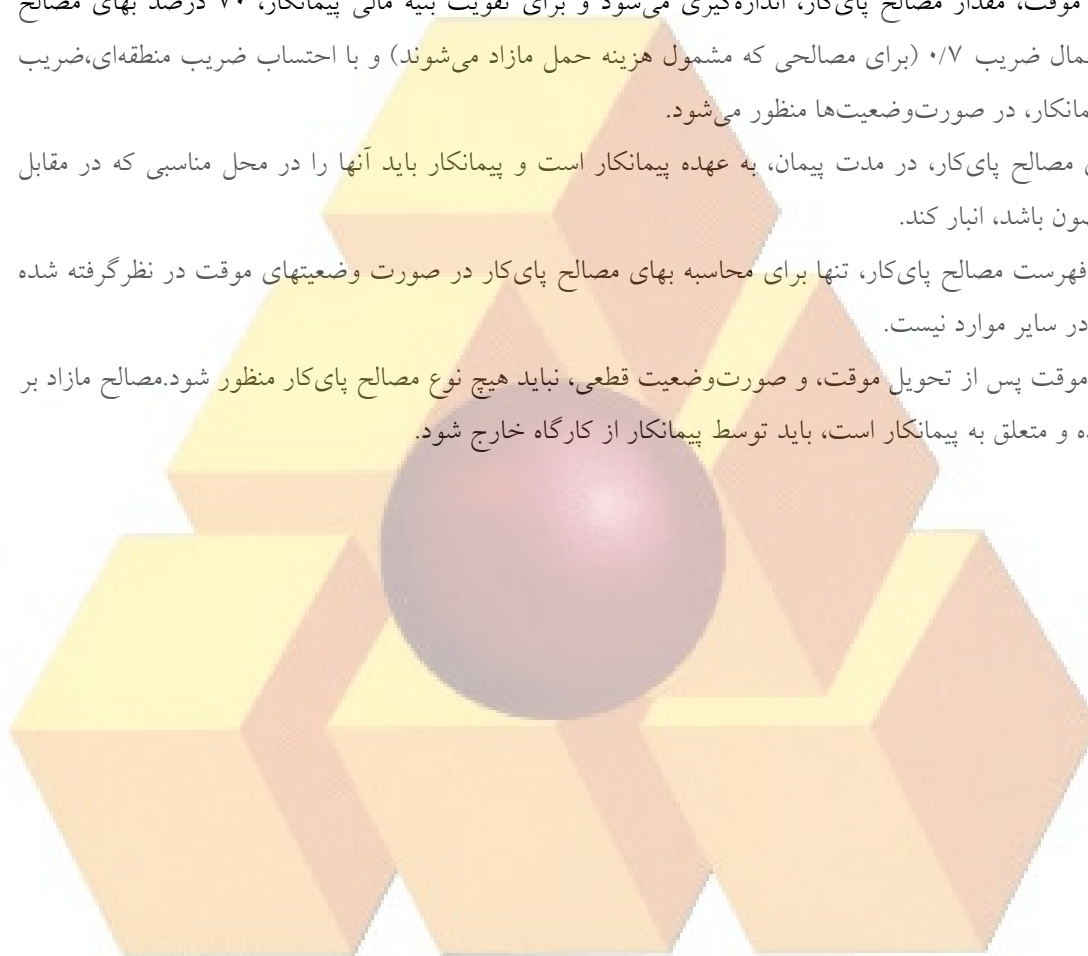 موقت، مقدار مصالح پای‌کار، اندازه‌گیری می‌شود و برای تقویت بنیه مالی پیمانکار، ۷۰ درصد بهای مصالح
مال ضریب ۰/۷ (برای مصالحی که مشمول هزینه حمل مازاد می‌شوند) و با احتساب ضریب منطقه‌ای،ضریب
مانکار، در صورت‌وضعیت‌ها منظور می‌شود.
مصالح پای‌کار، در مدت پیمان، به عهده پیمانکار است و پیمانکار باید آنها را در محل مناسبی که در مقابل
ون باشد، انبار کند.
فهرست مصالح پای‌کار، تنها برای محاسبه بهای مصالح پای‌کار در صورت وضعیتهای موقت در نظرگرفته شده
در سایر موارد نیست.
موقت پس از تحویل موقت، و صورت‌وضعیت قطعی، نباید هیچ نوع مصالح پای‌کار منظور شود.مصالح مازاد بر
ه و متعلق به پیمانکار است، باید توسط پیمانکار از کارگاه خارج شود.